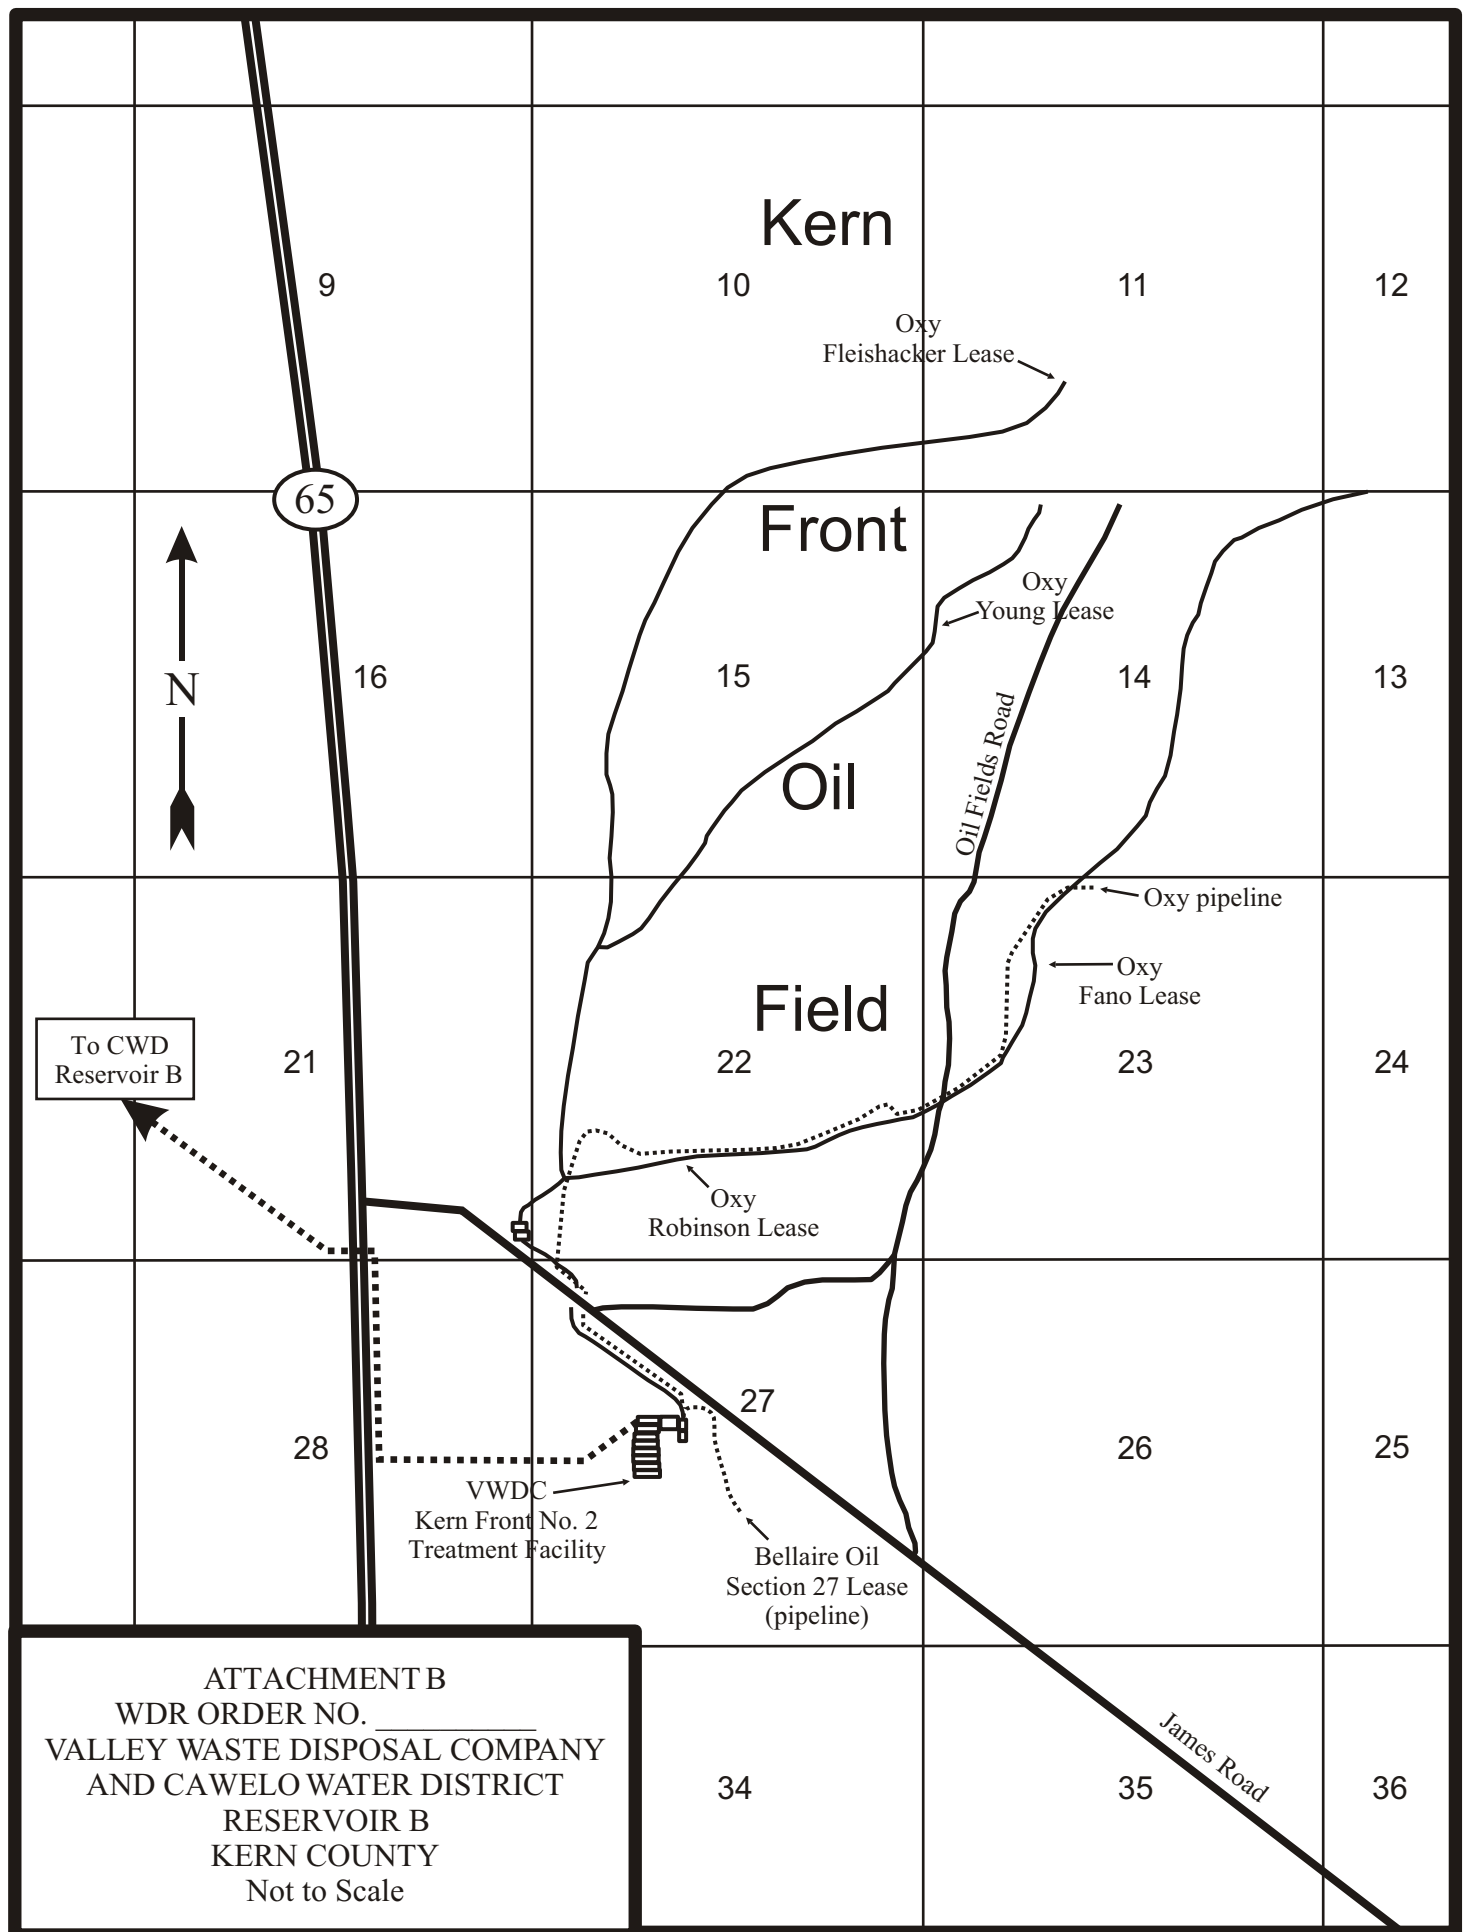 Kern
9
10
11
12
Oxy
Fleishacker Lease
65
Front
Oxy
Young Lease
N
16
15
14
13
Oil Fields Road
Oil
Oxy pipeline
Oxy
Fano Lease
Field
To CWD
Reservoir B
21
22
23
24
Oxy
Robinson Lease
27
28
26
25
VWDC
Kern Front No. 2
Treatment Facility
Bellaire Oil
Section 27 Lease
(pipeline)
James Road
34
35
36
ATTACHMENT B
WDR ORDER NO. __________
VALLEY WASTE DISPOSAL COMPANY
AND CAWELO WATER DISTRICT
RESERVOIR B
KERN COUNTY
Not to Scale